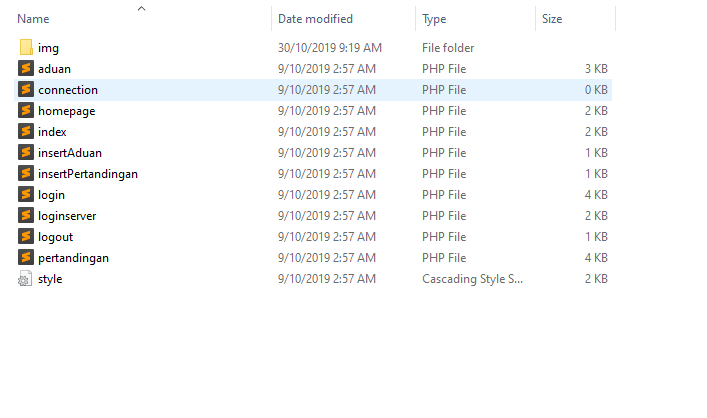 Name Date modified Type Size
img 30/10/2019 9:19 AM File folder
aduan 9/10/2019 2:57 AM PHP File 3 KB
connection 9/10/2019 2:57 AM PHP File 0 KB
homepage 9/10/2019 2:57 AM PHP File 2 KB
index 9/10/2019 2:57 AM PHP File 2 KB
insertAduan 9/10/2019 2:57 AM PHP File 1 KB
insertPertandingan 9/10/2019 2:57 AM PHP File 1 KB
login 9/10/2019 2:57 AM PHP File 4 KB
loginserver 9/10/2019 2:57 AM PHP File 2 KB
logout 9/10/2019 2:57 AM PHP File 1 KB
pertandingan 9/10/2019 2:57 AM PHP File 4 KB
style 9/10/2019 2:57 AM Cascading Style S... 2 KB